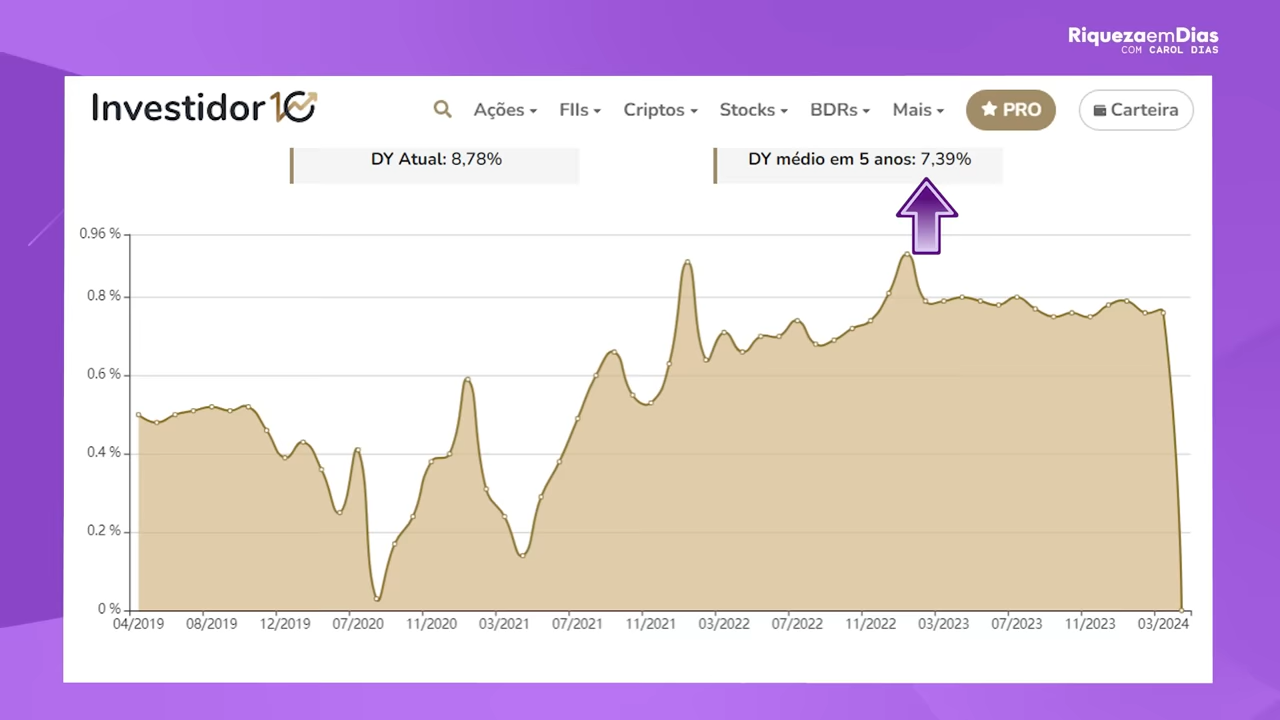 RiquezaemDias
COM CAROL DIAS
Investidor10
Ações
FIIs
Criptos
Stocks
BDRs
Mais
PRO
Carteira
DY Atual: 8,78%
DY médio em 5 anos: 7,39%
0.96 %
0.8 %
0.6 %
0.4 %
0.2 %
0 %
04/2019
08/2019
12/2019
07/2020
11/2020
03/2021
07/2021
11/2021
03/2022
07/2022
11/2022
03/2023
07/2023
11/2023
03/2024